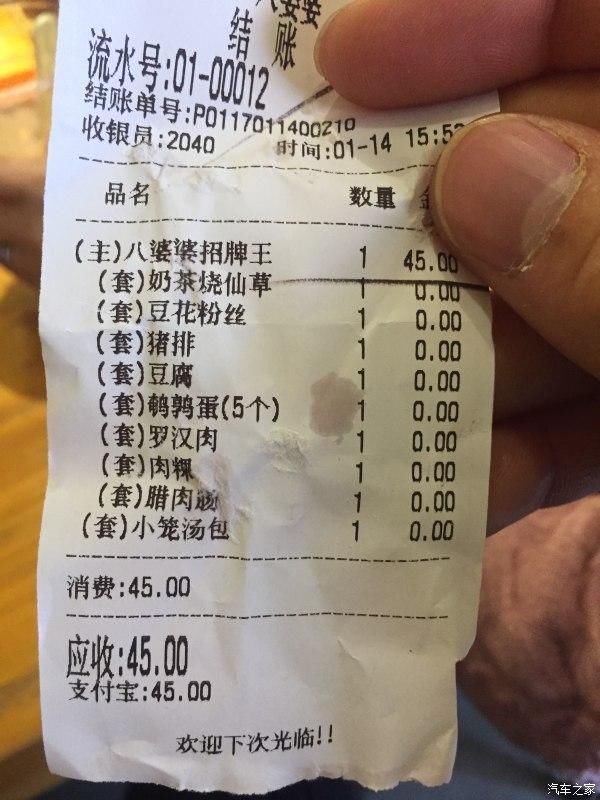 八婆婆
结账
流水号:01-00012
结账单号:P0117011400210
收银员:2040 时间:01-14 15:5
品名 数量
(主)八婆婆招牌王 1 45.00
(套)奶茶烧仙草 1 0.00
(套)豆花粉丝 1 0.00
(套)猪排 1 0.00
(套)豆腐 1 0.00
(套)鹌鹑蛋(5个) 1 0.00
(套)罗汉肉 1 0.00
(套)肉粿 1 0.00
(套)腊肉肠 1 0.00
(套)小笼汤包 1 0.00
消费:45.00
应收:45.00
支付宝:45.00
欢迎下次光临!!
汽车之家